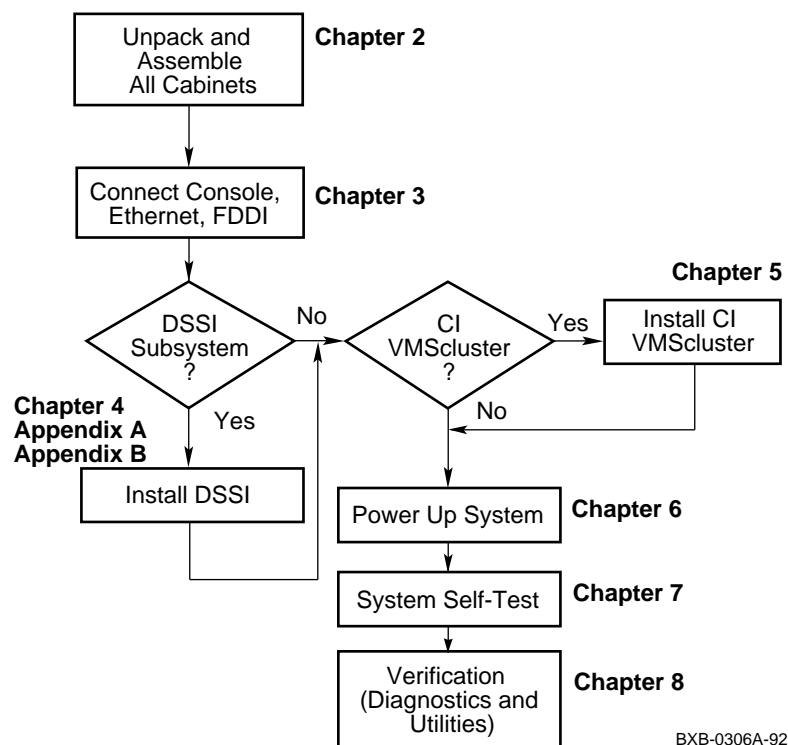 Unpack and
Assemble
All Cabinets
Chapter 2
Connect Console,
Ethernet, FDDI
Chapter 3
DSSI
Subsystem
?
No
Yes
Chapter 4
Appendix A
Appendix B
Install DSSI
CI
VMScluster
?
Yes
No
Chapter 5
Install CI
VMScluster
Power Up System
Chapter 6
System Self-Test
Chapter 7
Verification
(Diagnostics and
Utilities)
Chapter 8
BXB-0306A-92